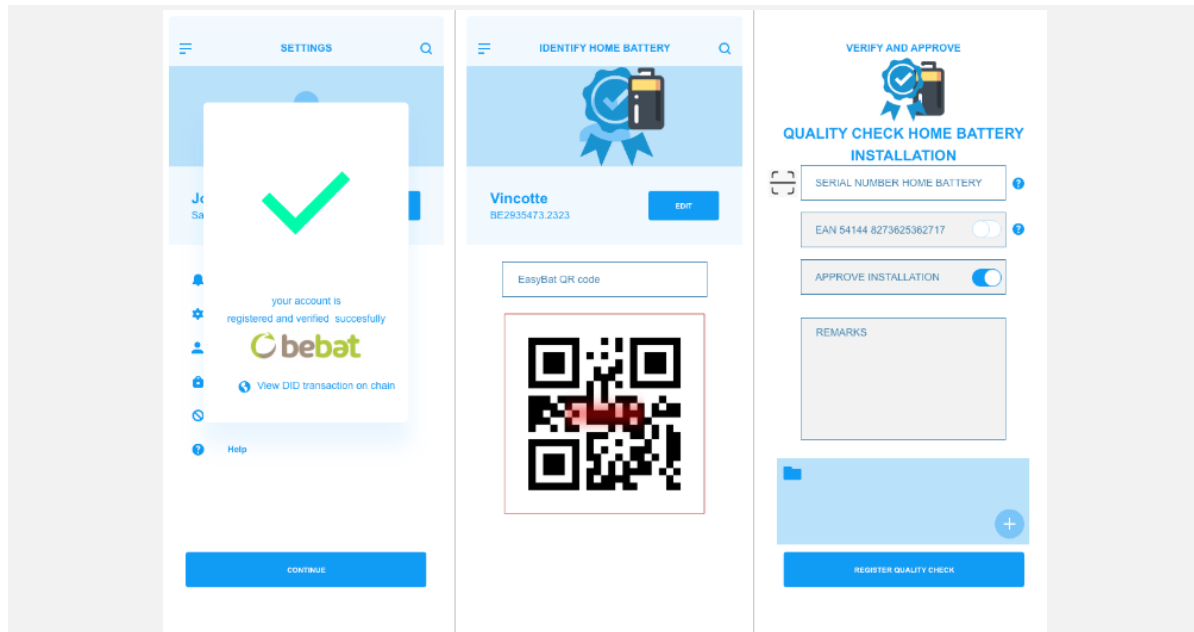 SETTINGS
Jo
Sa
your account is
registered and verified succesfully
bebat
View DID transaction on chain
Help
CONTINUE
IDENTIFY HOME BATTERY
Vincotte
BE2935473.2323
EDIT
EasyBat QR code
VERIFY AND APPROVE
QUALITY CHECK HOME BATTERY
INSTALLATION
SERIAL NUMBER HOME BATTERY
EAN 54144 8273625362717
APPROVE INSTALLATION
REMARKS
REGISTER QUALITY CHECK